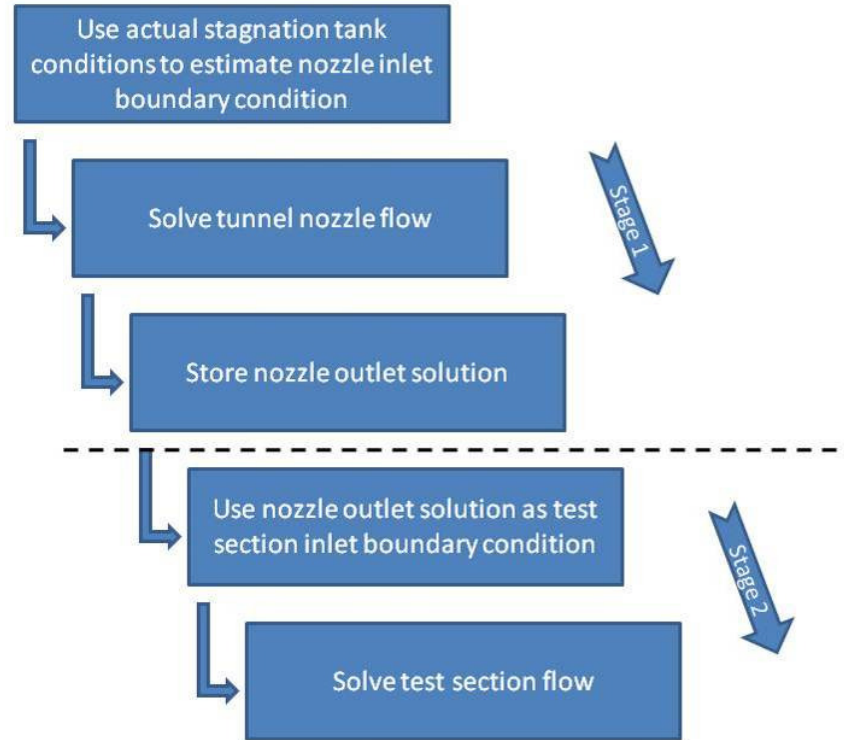 Use actual stagnation tank
conditions to estimate nozzle inlet
boundary condition
Solve tunnel nozzle flow
Stage 1
Store nozzle outlet solution
Use nozzle outlet solution as test
section inlet boundary condition
Stage 2
Solve test section flow